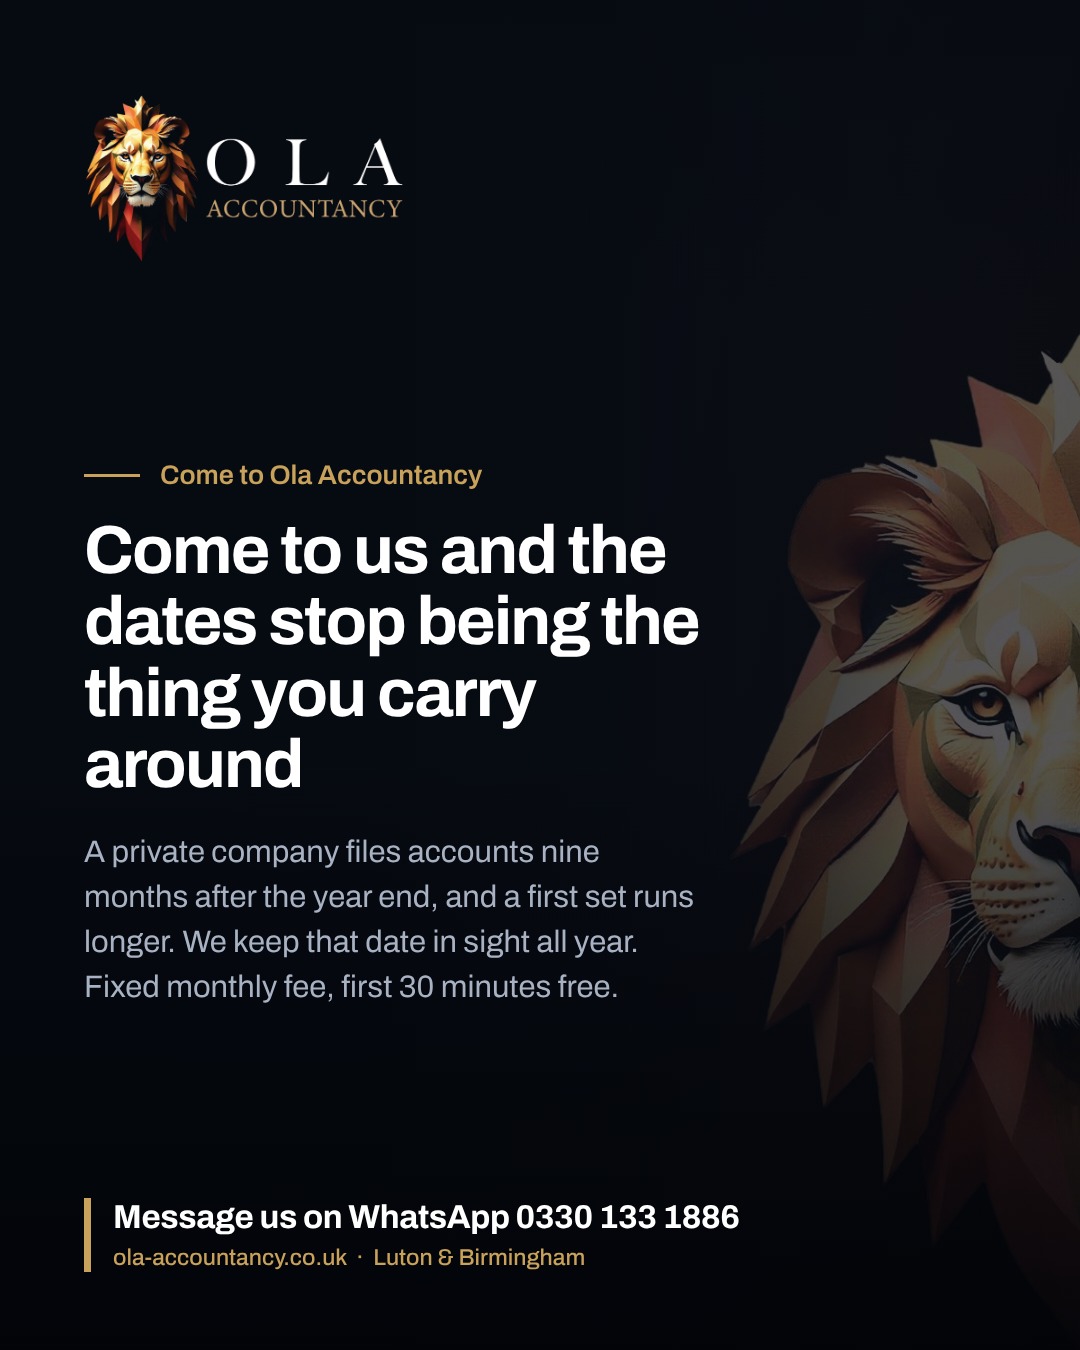 OLA
ACCOUNTANCY
Come to Ola Accountancy
Come to us and the
dates stop being the
thing you carry
around
A private company files accounts nine
months after the year end, and a first set runs
longer. We keep that date in sight all year.
Fixed monthly fee, first 30 minutes free.
Message us on WhatsApp 0330 133 1886
ola-accountancy.co.uk · Luton & Birmingham